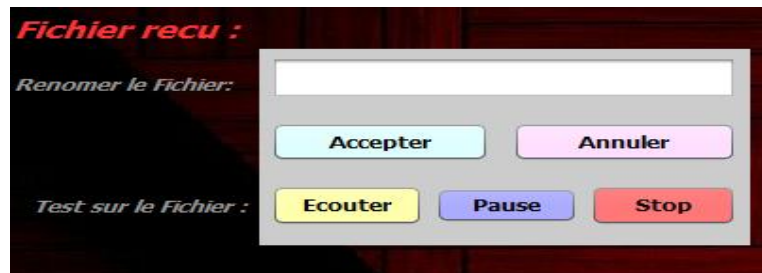 Fichier recu :
Renomer le Fichier:
Accepter Annuler
Test sur le Fichier : Ecouter Pause Stop